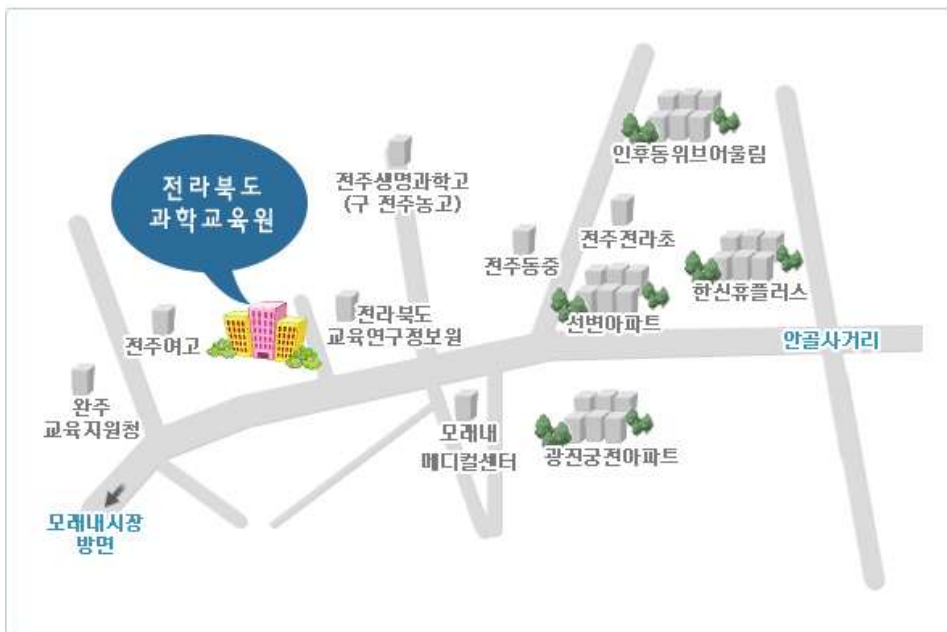 전라북도
과학교육원
전주생명과학고
(구 전주농고)
인후동위브어울림
전주동중
전주전라초
한신휴플러스
선변아파트
전주여고
전라북도
교육연구정보원
안골사거리
완주
교육지원청
모래내
메디컬센터
광진궁전아파트
모래내시장
방면